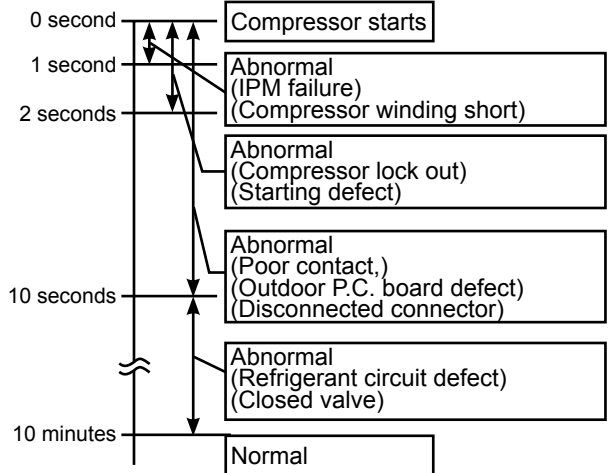 0 second
Compressor starts
1 second
Abnormal
(IPM failure)
(Compressor winding short)
2 seconds
Abnormal
(Compressor lock out)
(Starting defect)
Abnormal
(Poor contact,)
(Outdoor P.C. board defect)
(Disconnected connector)
10 seconds
Abnormal
(Refrigerant circuit defect)
(Closed valve)
10 minutes
Normal